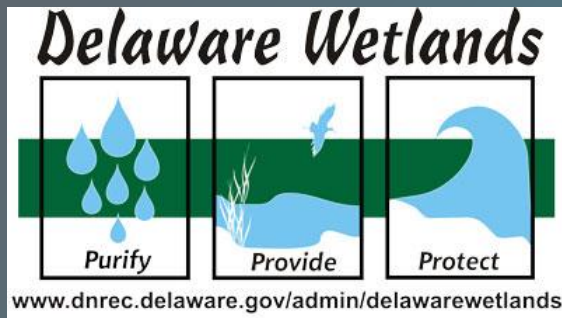 Delaware Wetlands
Purify Provide Protect
www.dnrec.delaware.gov/admin/delawarewetlands